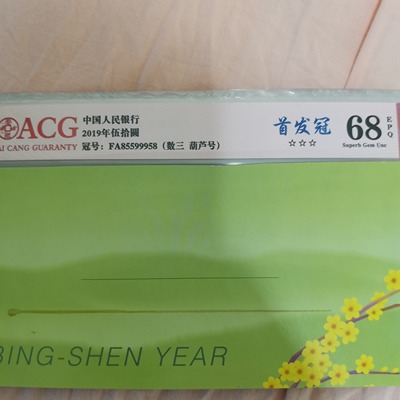 ACG
AI CANG GUARANTY
中国人民银行
2019年伍拾圆
冠号：FA85599958（数三 葫芦号）
首发冠
☆☆☆
68
EPQ
Superb Gem Unc
BING-SHEN YEAR